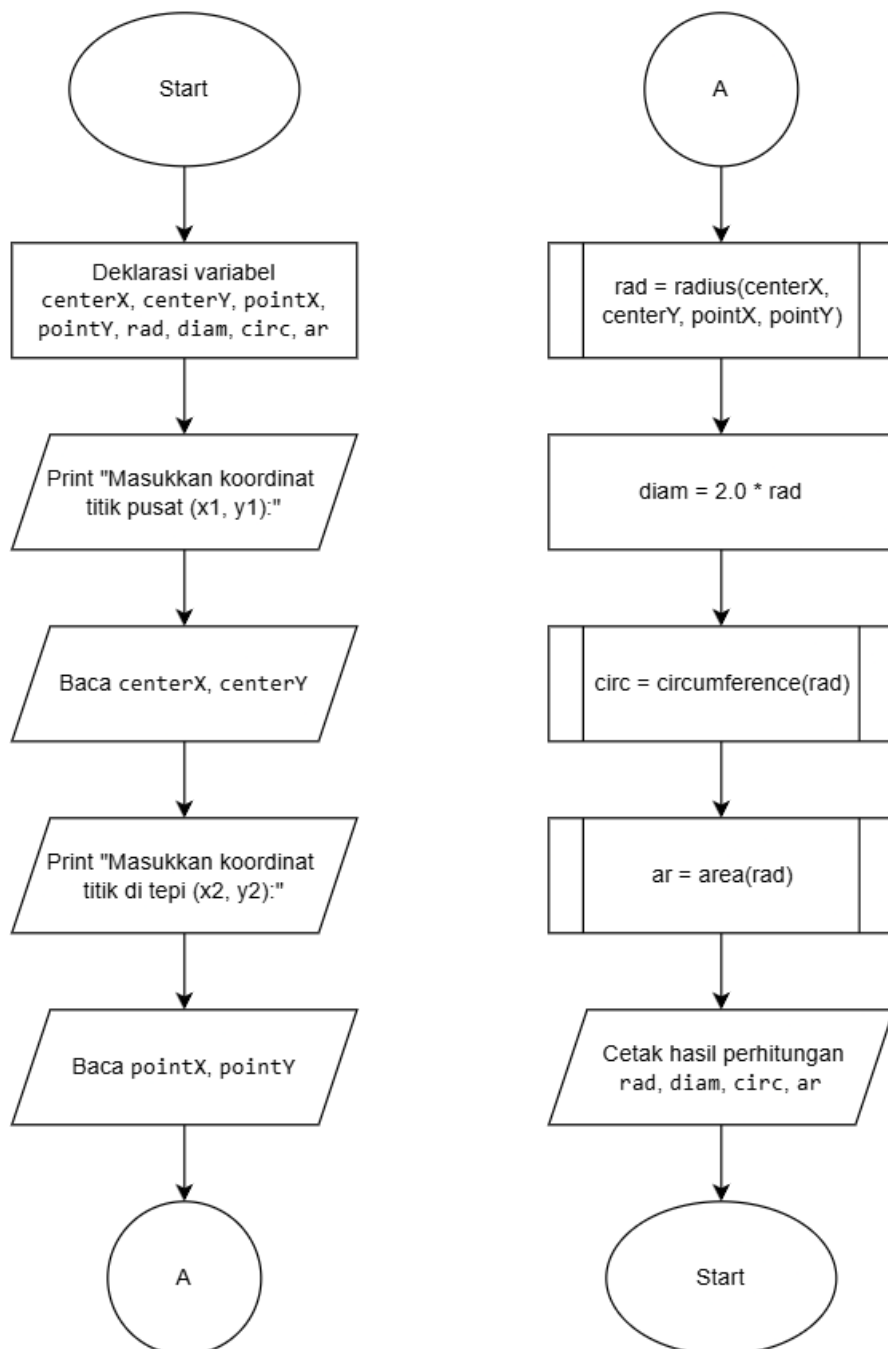 Start
Deklarasi variabel
centerX, centerY, pointX,
pointY, rad, diam, circ, ar
Print "Masukkan koordinat
titik pusat (x1, y1):"
Baca centerX, centerY
Print "Masukkan koordinat
titik di tepi (x2, y2):"
Baca pointX, pointY
A
A
rad = radius(centerX,
centerY, pointX, pointY)
diam = 2.0 * rad
circ = circumference(rad)
ar = area(rad)
Cetak hasil perhitungan
rad, diam, circ, ar
Start